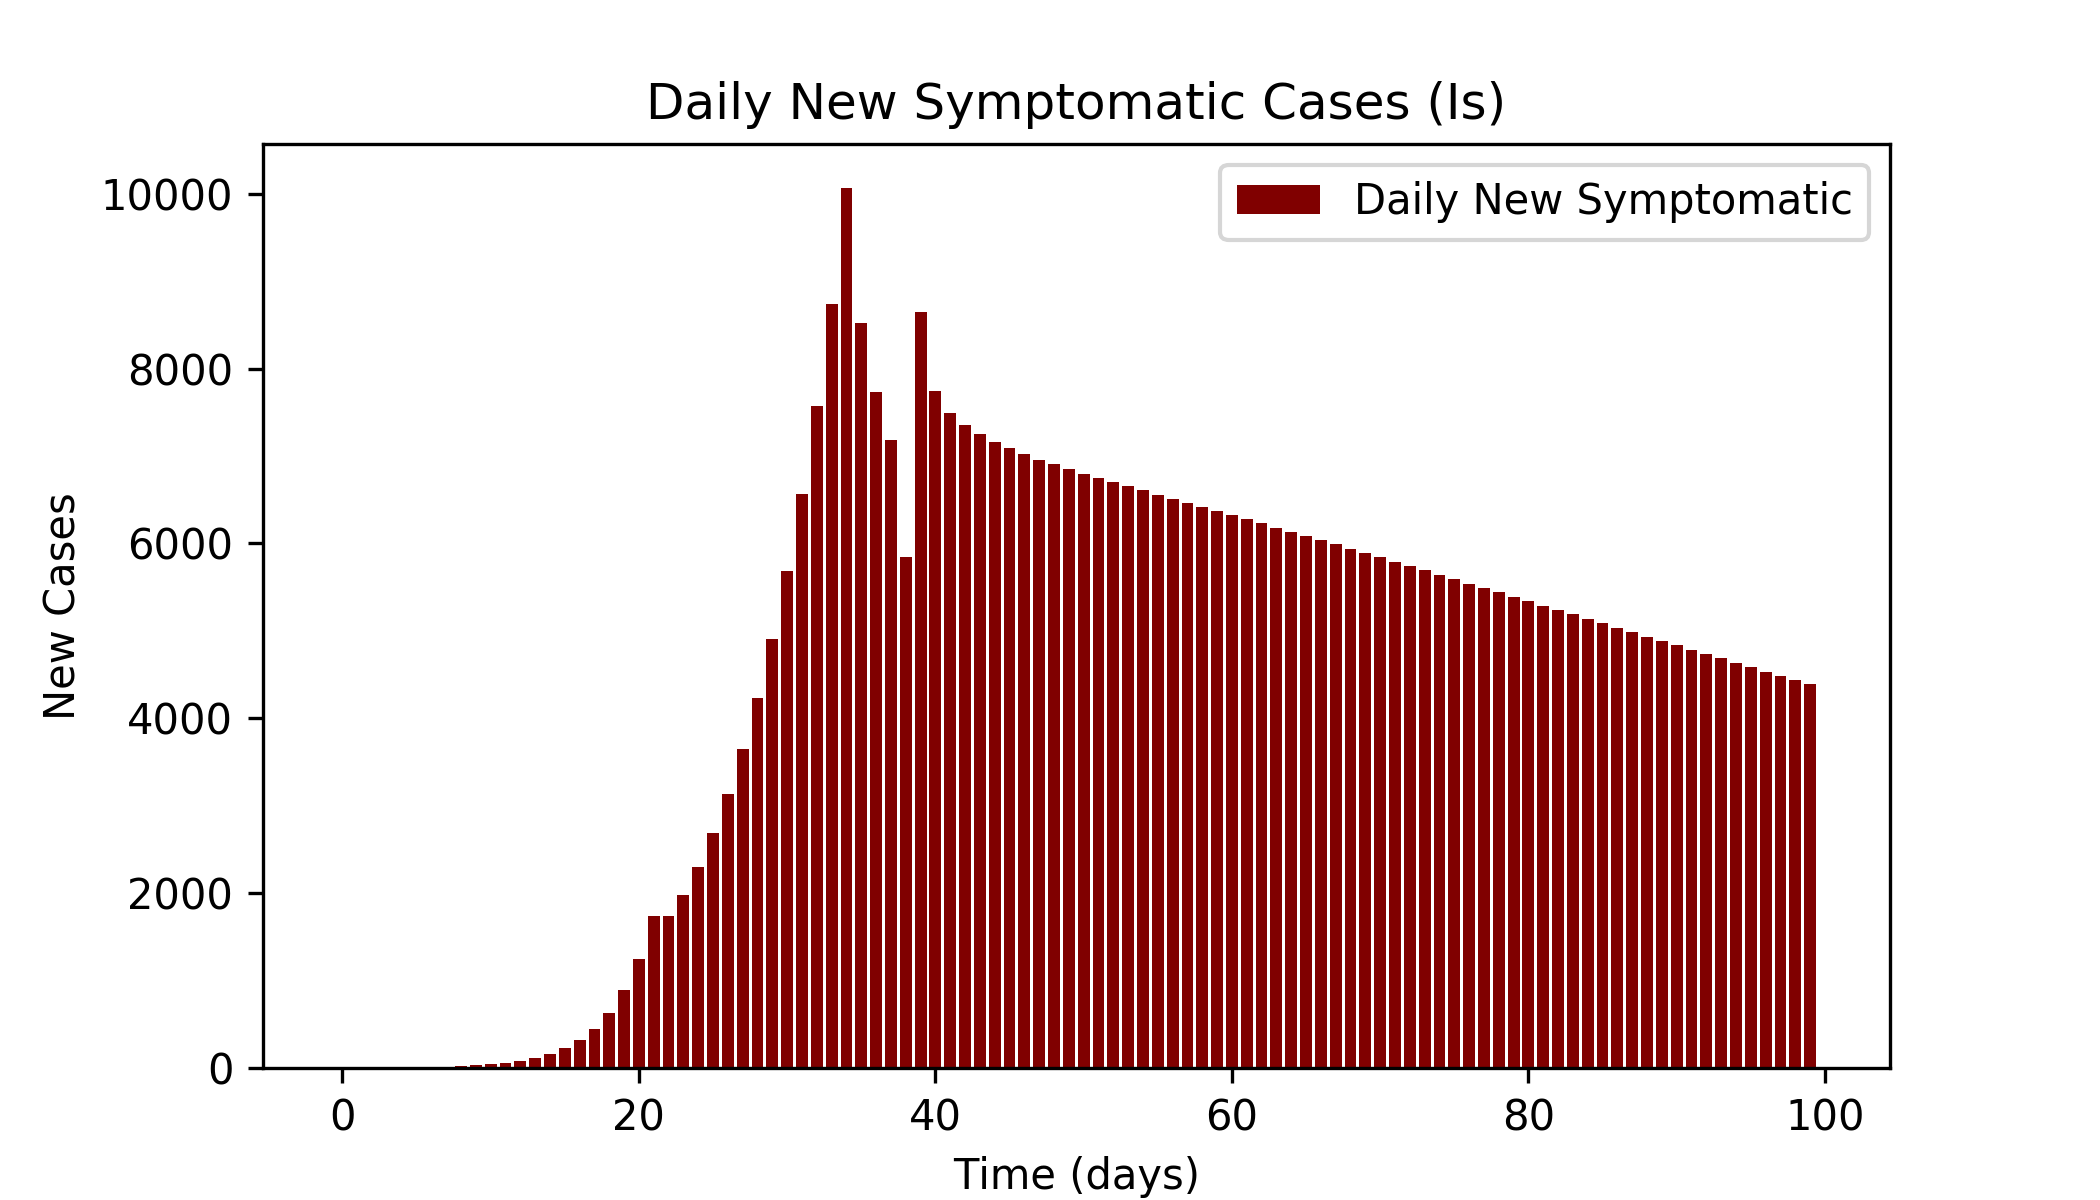 Daily New Symptomatic Cases (Is)
Daily New Symptomatic
10000
8000
6000
4000
2000
0
New Cases
0 20 40 60 80 100
Time (days)